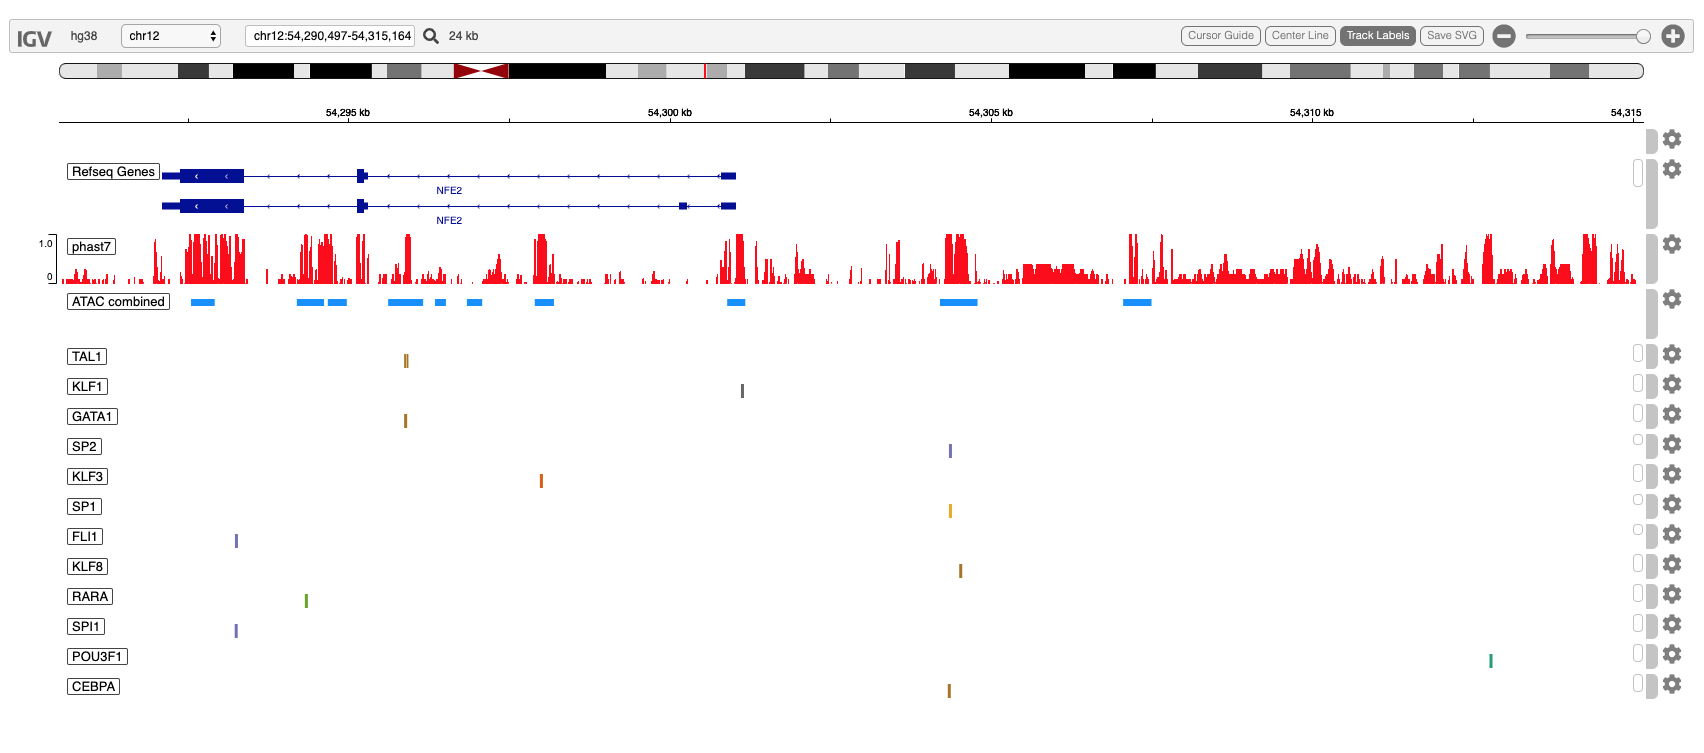 IGV hg38 chr12 chr12:54,290,497-54,315,164 24 kb Cursor Guide Center Line Track Labels Save SVG
54,295 kb 54,300 kb 54,305 kb 54,310 kb 54,315
Refseq Genes
NFE2
NFE2
phast7
1.0
0
ATAC combined
TAL1
KLF1
GATA1
SP2
KLF3
SP1
FLI1
KLF8
RARA
SPI1
POU3F1
CEBPA